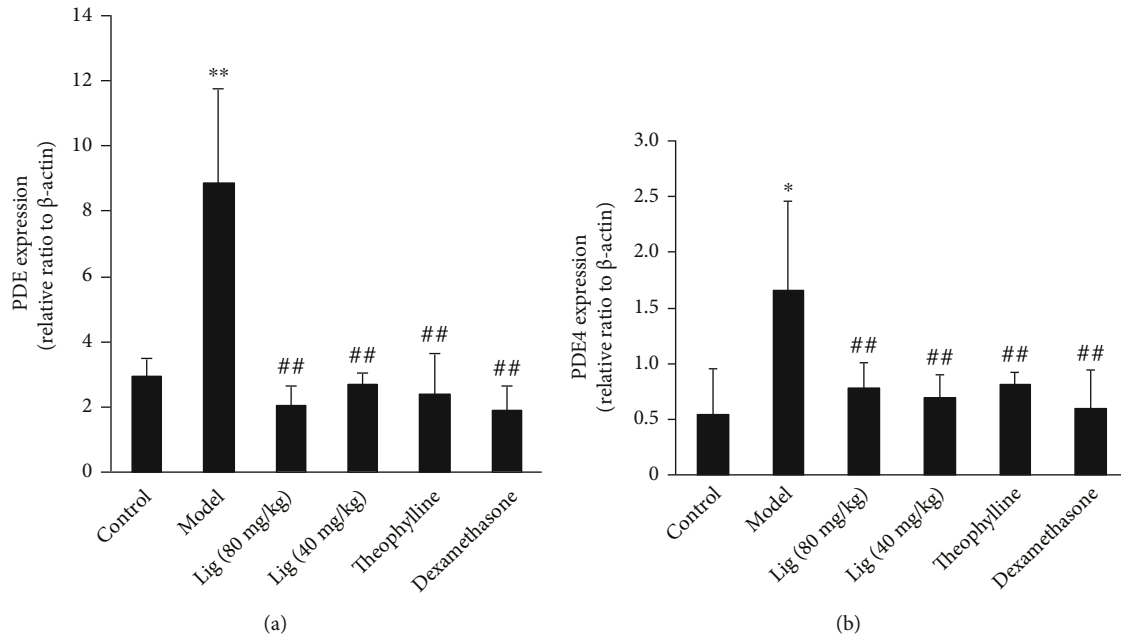 PDE expression
(relative ratio to β-actin)
14
12
10
8
6
4
2
0
**
##
##
##
##
Control
Model
Lig (80 mg/kg)
Lig (40 mg/kg)
Theophylline
Dexamethasone
(a)
PDE4 expression
(relative ratio to β-actin)
3.0
2.5
2.0
1.5
1.0
0.5
0
*
##
##
##
##
Control
Model
Lig (80 mg/kg)
Lig (40 mg/kg)
Theophylline
Dexamethasone
(b)